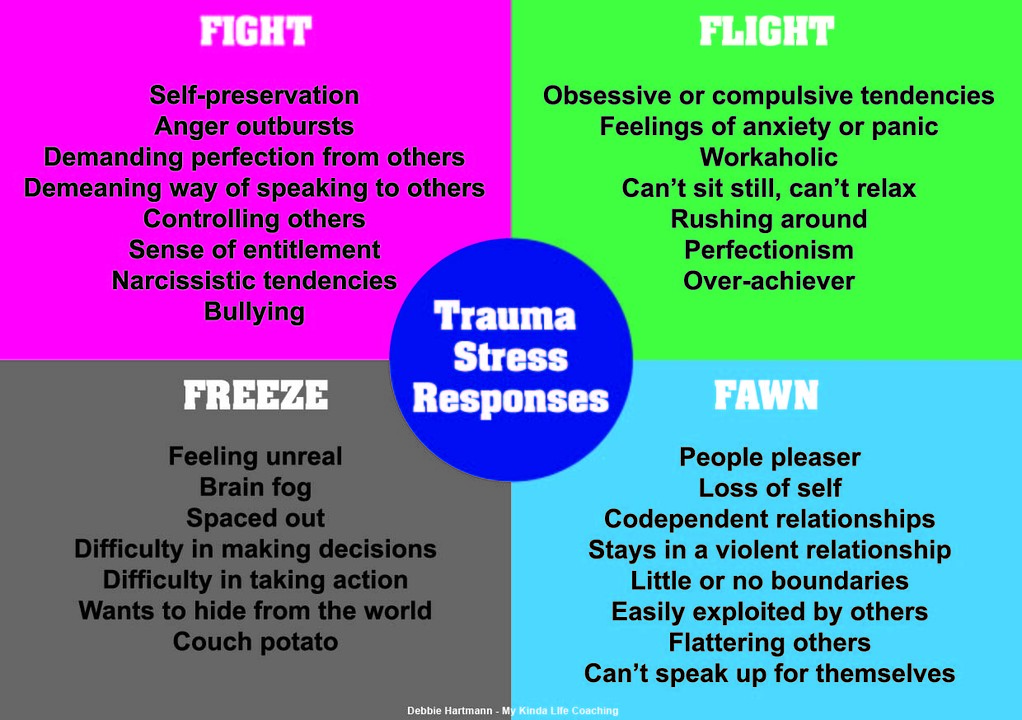 FIGHT
Self-preservation
Anger outbursts
Demanding perfection from others
Demeaning way of speaking to others
Controlling others
Sense of entitlement
Narcissistic tendencies
Bullying
FLIGHT
Obsessive or compulsive tendencies
Feelings of anxiety or panic
Workaholic
Can’t sit still, can’t relax
Rushing around
Perfectionism
Over-achiever
Trauma
Stress
Responses
FREEZE
Feeling unreal
Brain fog
Spaced out
Difficulty in making decisions
Difficulty in taking action
Wants to hide from the world
Couch potato
FAWN
People pleaser
Loss of self
Codependent relationships
Stays in a violent relationship
Little or no boundaries
Easily exploited by others
Flattering others
Can’t speak up for themselves
Debbie Hartmann - My Kinda LIfe Coaching